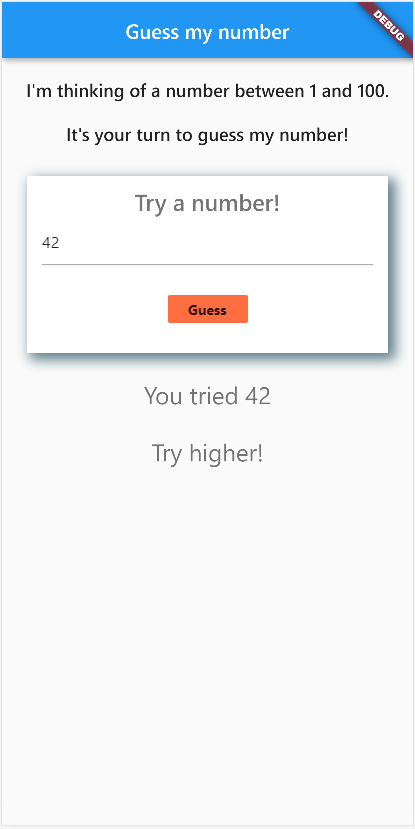 Guess my number
DEBUG
I'm thinking of a number between 1 and 100.
It's your turn to guess my number!
Try a number!
42
Guess
You tried 42
Try higher!